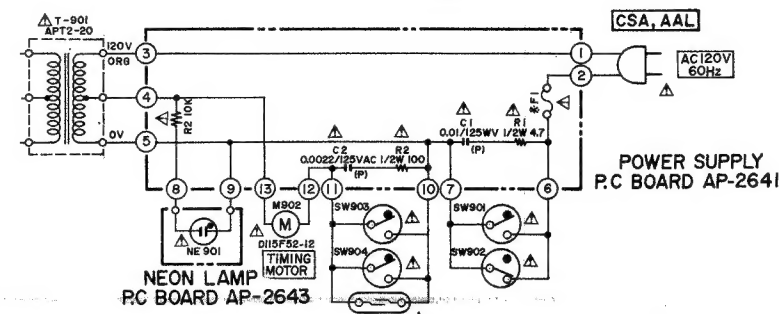 T-901
APT2-20
CSA, AAL
120V
ORG
3
1
2
AC120V
60Hz
4
R2 10K
※F1
0V
5
C1
R1
0.01/125WV 1/2W 4.7
(P)
C2
R2
0.0022/125VAC 1/2W 100
(P)
POWER SUPPLY
P.C BOARD AP-2641
8
9
13
12
11
10
7
6
M902
M
D115F52-12
TIMING
MOTOR
NE901
SW903
SW901
SW904
SW902
NEON LAMP
P.C BOARD AP-2643